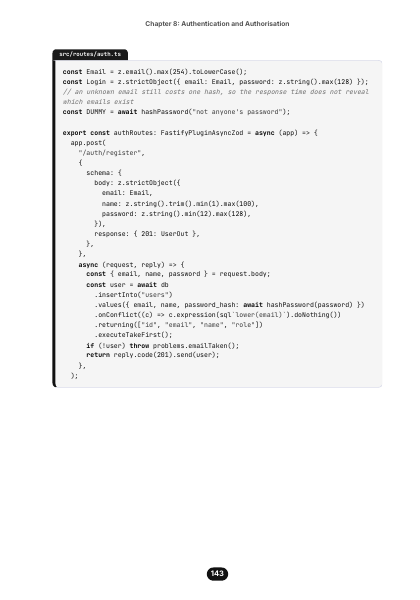 Chapter 8: Authentication and Authorisation
src/routes/auth.ts
const Email = z.email().max(254).toLowerCase();
const Login = z.strictObject({ email: Email, password: z.string().max(128) });
// an unknown email still costs one hash, so the response time does not reveal
which emails exist
const DUMMY = await hashPassword("not anyone's password");
export const authRoutes: FastifyPluginAsyncZod = async (app) => {
  app.post(
    "/auth/register",
    {
      schema: {
        body: z.strictObject({
          email: Email,
          name: z.string().trim().min(1).max(100),
          password: z.string().min(12).max(128),
        }),
        response: { 201: UserOut },
      },
    },
    async (request, reply) => {
      const { email, name, password } = request.body;
      const user = await db
        .insertInto("users")
        .values({ email, name, password_hash: await hashPassword(password) })
        .onConflict((c) => c.expression(sql`lower(email)`).doNothing())
        .returning(["id", "email", "name", "role"])
        .executeTakeFirst();
      if (!user) throw problems.emailTaken();
      return reply.code(201).send(user);
    },
  );
143